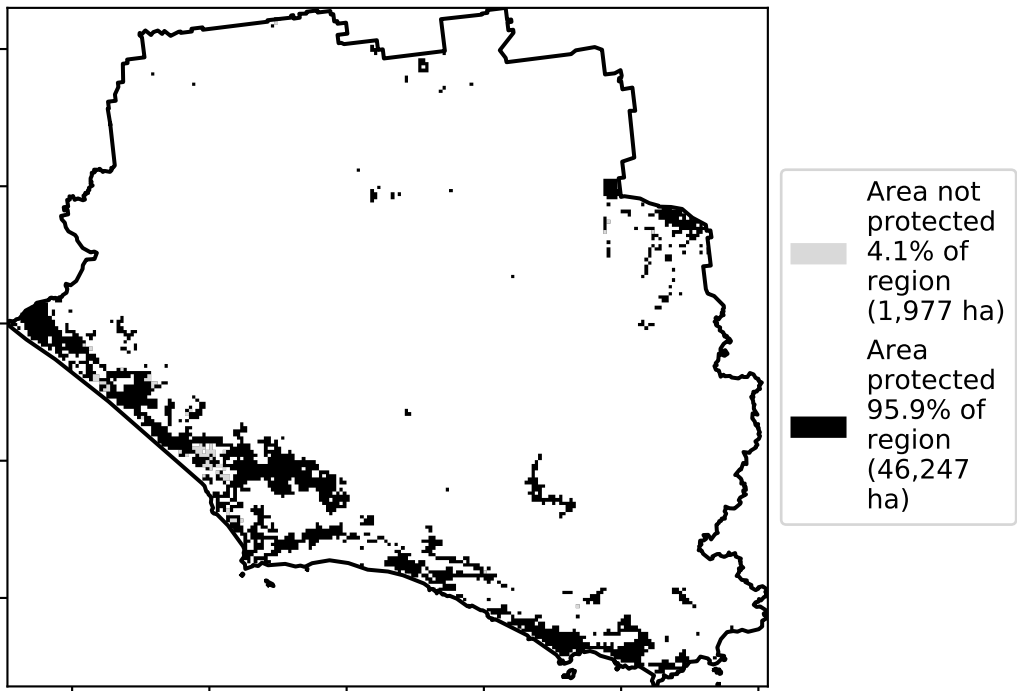 Area not
protected
4.1% of
region
(1,977 ha)
Area
protected
95.9% of
region
(46,247
ha)